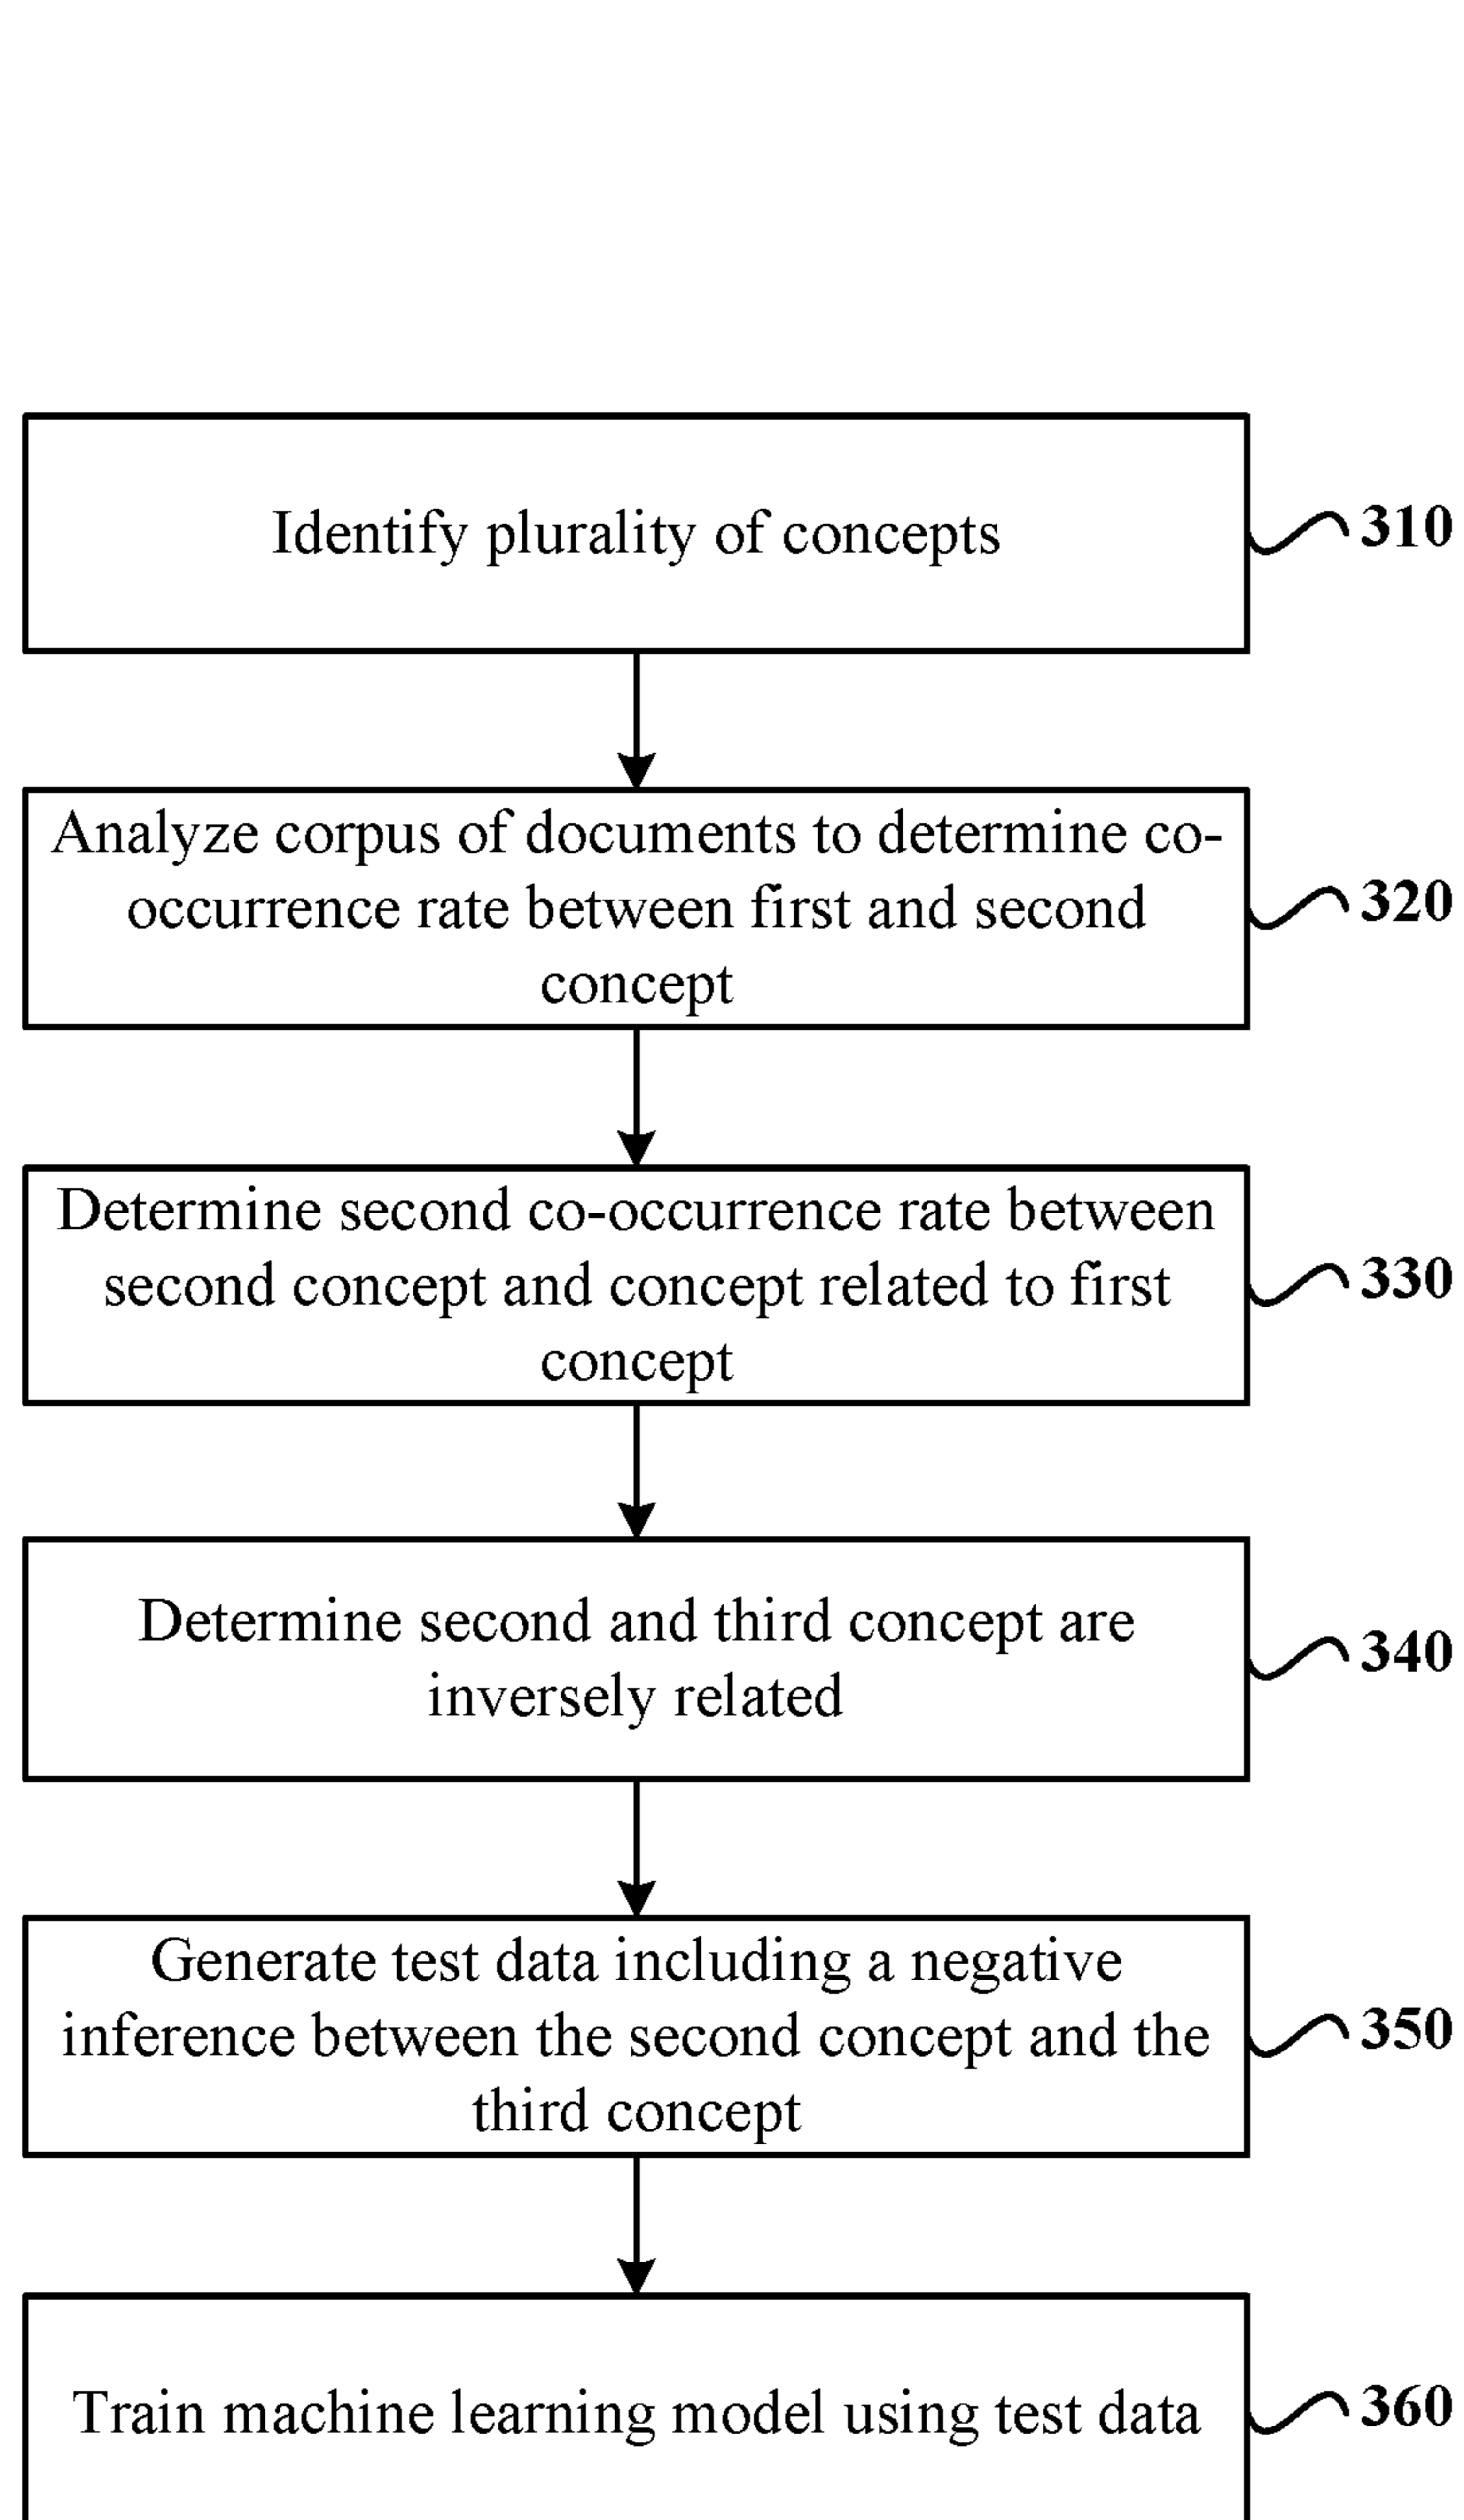 Identify plurality of concepts
310
Analyze corpus of documents to determine co-
occurrence rate between first and second
concept
320
Determine second co-occurrence rate between
second concept and concept related to first
concept
330
Determine second and third concept are
inversely related
340
Generate test data including a negative
inference between the second concept and the
third concept
350
Train machine learning model using test data
360